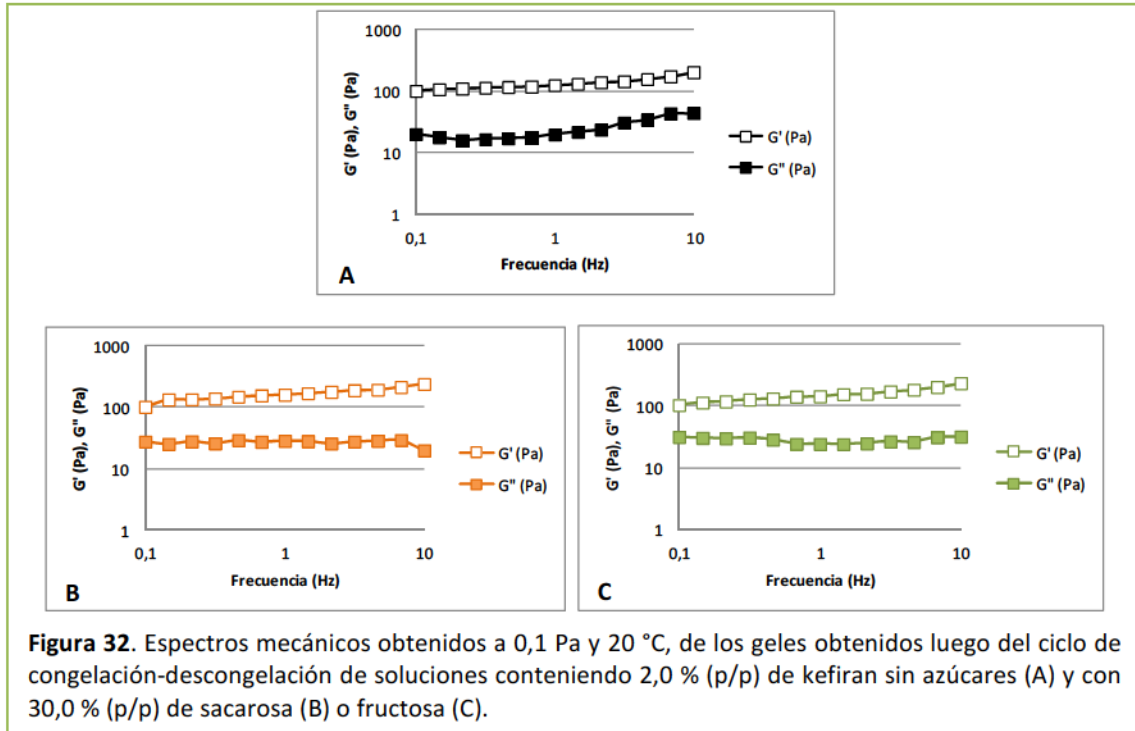 1000
100
10
1
G' (Pa), G" (Pa)
G' (Pa)
G" (Pa)
0,1 1 10
Frecuencia (Hz)
A
1000
100
10
1
G' (Pa), G" (Pa)
G' (Pa)
G" (Pa)
0,1 1 10
Frecuencia (Hz)
B
1000
100
10
1
G' (Pa), G" (Pa)
G' (Pa)
G" (Pa)
0,1 1 10
Frecuencia (Hz)
C
Figura 32. Espectros mecánicos obtenidos a 0,1 Pa y 20 °C, de los geles obtenidos luego del ciclo de
congelación-descongelación de soluciones conteniendo 2,0 % (p/p) de kefiran sin azúcares (A) y con
30,0 % (p/p) de sacarosa (B) o fructosa (C).